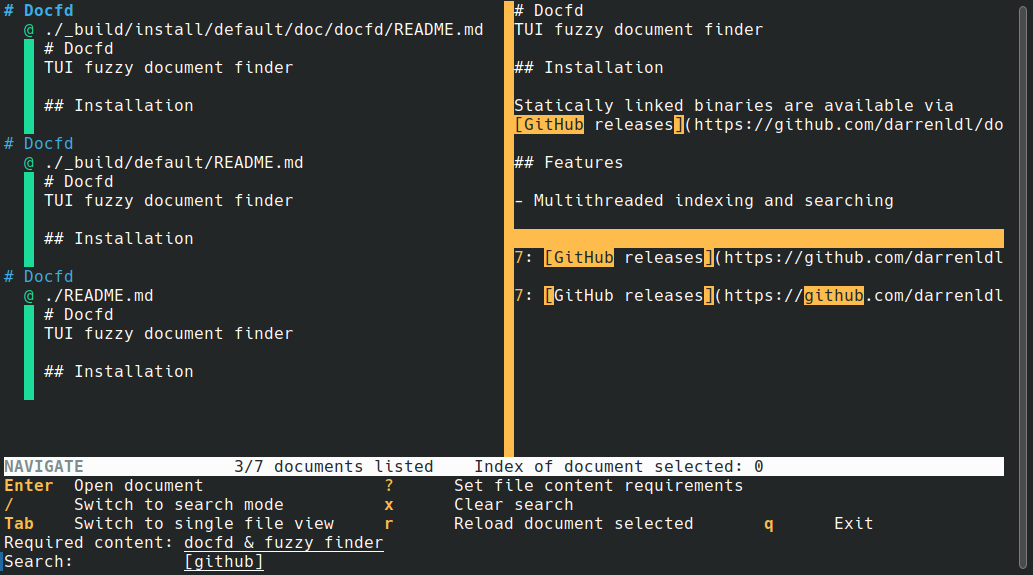 # Docfd
@ ./_build/install/default/doc/docfd/README.md
# Docfd
TUI fuzzy document finder
## Installation
# Docfd
@ ./_build/default/README.md
# Docfd
TUI fuzzy document finder
## Installation
# Docfd
@ ./README.md
# Docfd
TUI fuzzy document finder
## Installation
# Docfd
TUI fuzzy document finder
## Installation
Statically linked binaries are available via
[GitHub releases](https://github.com/darrenldl/do
## Features
- Multithreaded indexing and searching
7: [GitHub releases](https://github.com/darrenldl
7: [GitHub releases](https://github.com/darrenldl
NAVIGATE 3/7 documents listed Index of document selected: 0
Enter Open document ? Set file content requirements
/ Switch to search mode x Clear search
Tab Switch to single file view r Reload document selected q Exit
Required content: docfd & fuzzy finder
Search: [github]